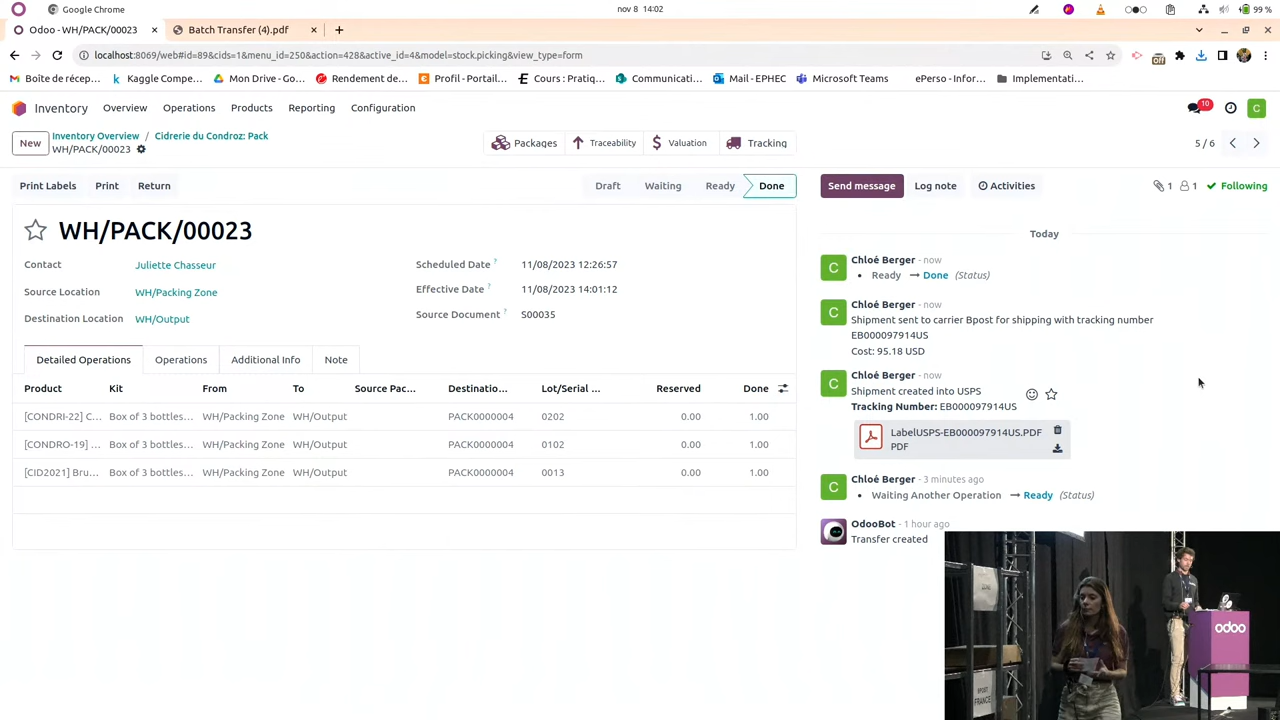 Google Chrome
nov 8 14:02
99 %
Odoo - WH/PACK/00023
Batch Transfer (4).pdf
localhost:8069/web#id=89&cids=1&menu_id=250&action=428&active_id=4&model=stock.picking&view_type=form
Off
Boîte de récep...
Kaggle Compe...
Mon Drive - Go...
Rendement de...
Profil - Portail...
Cours : Pratiq...
Communicati...
Mail - EPHEC
Microsoft Teams
ePerso - Infor...
Implementati...
Inventory
Overview
Operations
Products
Reporting
Configuration
10
C
New
Inventory Overview / Cidrerie du Condroz: Pack
WH/PACK/00023
Packages
Traceability
Valuation
Tracking
5 / 6
Print Labels
Print
Return
Draft
Waiting
Ready
Done
Send message
Log note
Activities
1
1
Following
WH/PACK/00023
Contact
Juliette Chasseur
Source Location
WH/Packing Zone
Destination Location
WH/Output
Scheduled Date ?
11/08/2023 12:26:57
Effective Date ?
11/08/2023 14:01:12
Source Document ?
S00035
Detailed Operations
Operations
Additional Info
Note
Product Kit From To Source Pac... Destinatio... Lot/Serial ... Reserved Done
[CONDRI-22] C... Box of 3 bottles... WH/Packing Zone WH/Output PACK0000004 0202 0.00 1.00
[CONDRO-19] ... Box of 3 bottles... WH/Packing Zone WH/Output PACK0000004 0102 0.00 1.00
[CID2021] Bru... Box of 3 bottles... WH/Packing Zone WH/Output PACK0000004 0013 0.00 1.00
Today
C
Chloé Berger - now
Ready → Done (Status)
C
Chloé Berger - now
Shipment sent to carrier Bpost for shipping with tracking number
EB000097914US
Cost: 95.18 USD
C
Chloé Berger - now
Shipment created into USPS
Tracking Number: EB000097914US
LabelUSPS-EB000097914US.PDF
PDF
C
Chloé Berger - 3 minutes ago
Waiting Another Operation → Ready (Status)
OdooBot - 1 hour ago
Transfer created
odoo
FRANCE